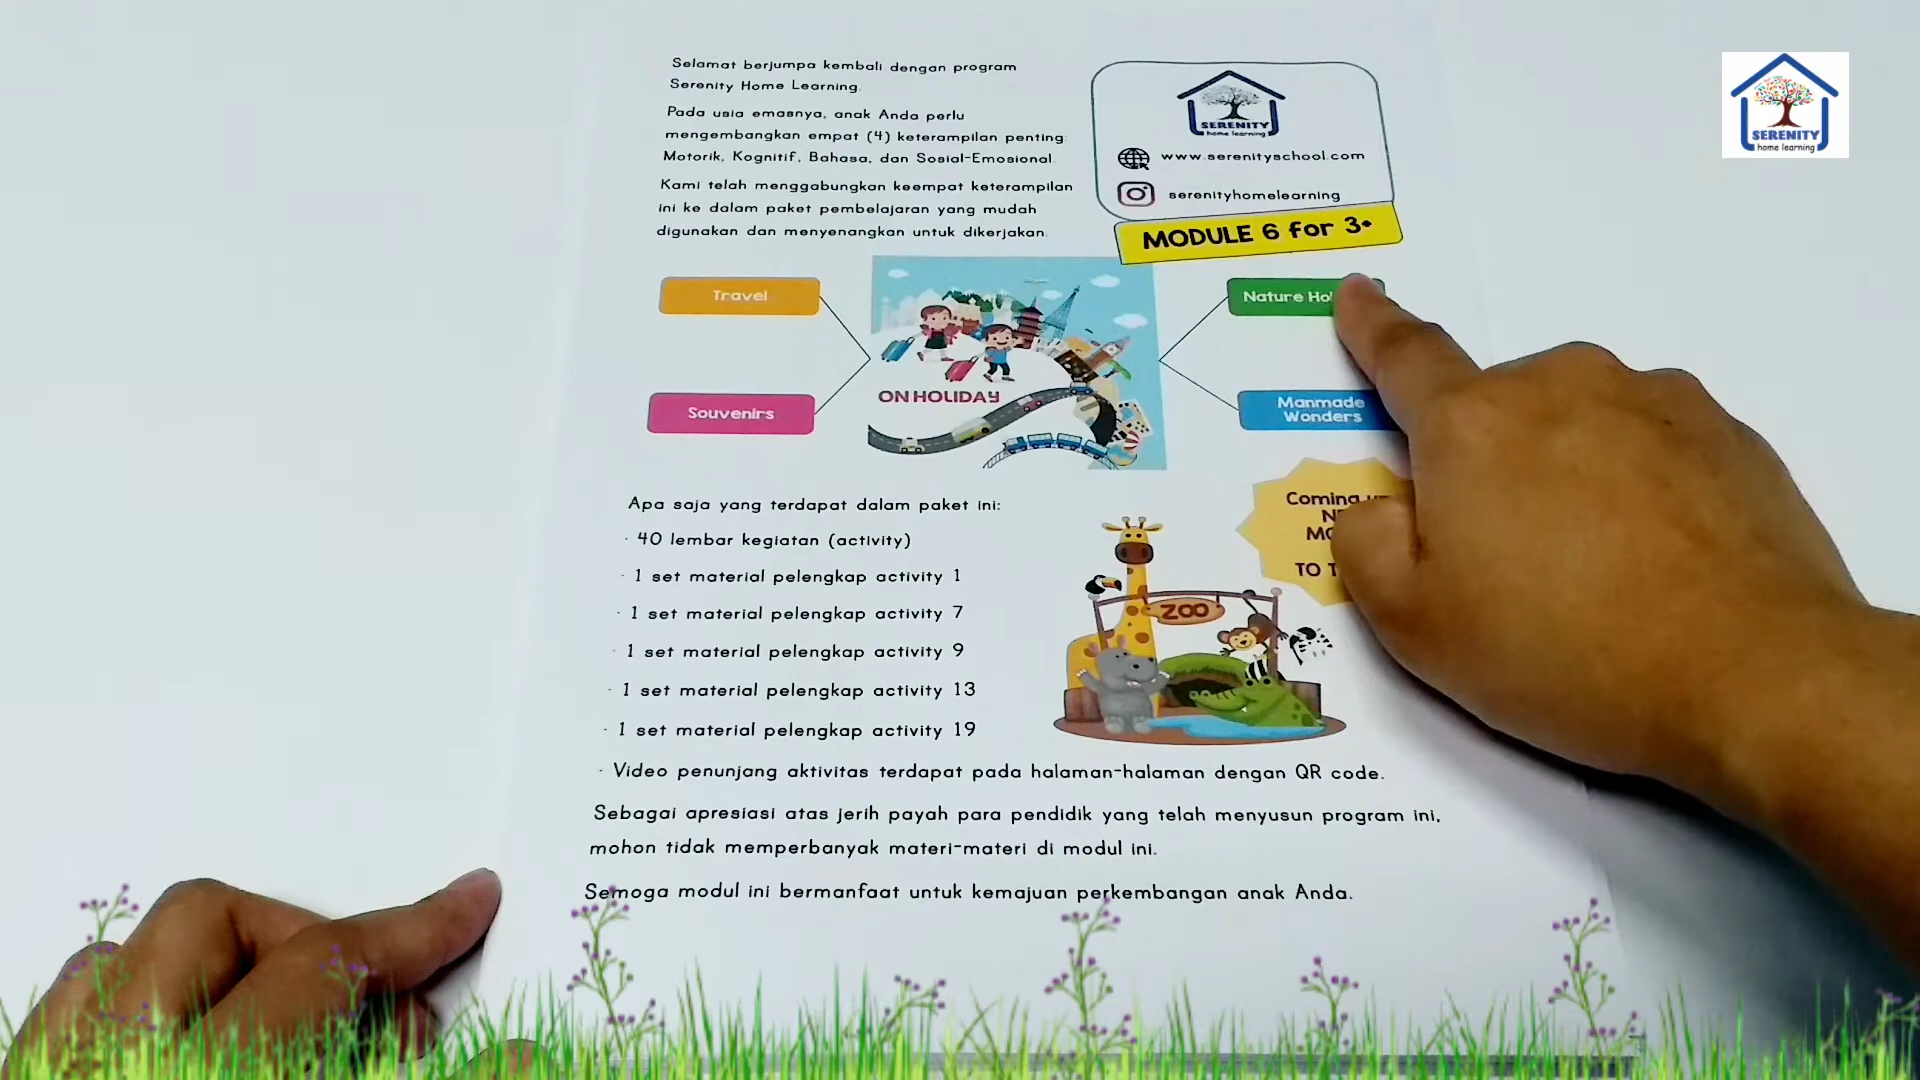 Selamat berjumpa kembali dengan program
Serenity Home Learning.
Pada usia emasnya, anak Anda perlu
mengembangkan empat (4) keterampilan penting:
Motorik, Kognitif, Bahasa, dan Sosial-Emosional.
Kami telah menggabungkan keempat keterampilan
ini ke dalam paket pembelajaran yang mudah
digunakan dan menyenangkan untuk dikerjakan.
SERENITY
home learning
www.serenityschool.com
serenityhomelearning
MODULE 6 for 3+
Travel
Souvenirs
ON HOLIDAY
Nature
Manmade
Wonders
Apa saja yang terdapat dalam paket ini:
· 40 lembar kegiatan (activity)
· 1 set material pelengkap activity 1
· 1 set material pelengkap activity 7
· 1 set material pelengkap activity 9
· 1 set material pelengkap activity 13
· 1 set material pelengkap activity 19
· Video penunjang aktivitas terdapat pada halaman-halaman dengan QR code.
Coming
TO
ZOO
Sebagai apresiasi atas jerih payah para pendidik yang telah menyusun program ini,
mohon tidak memperbanyak materi-materi di modul ini.
Semoga modul ini bermanfaat untuk kemajuan perkembangan anak Anda.
SERENITY
home learning